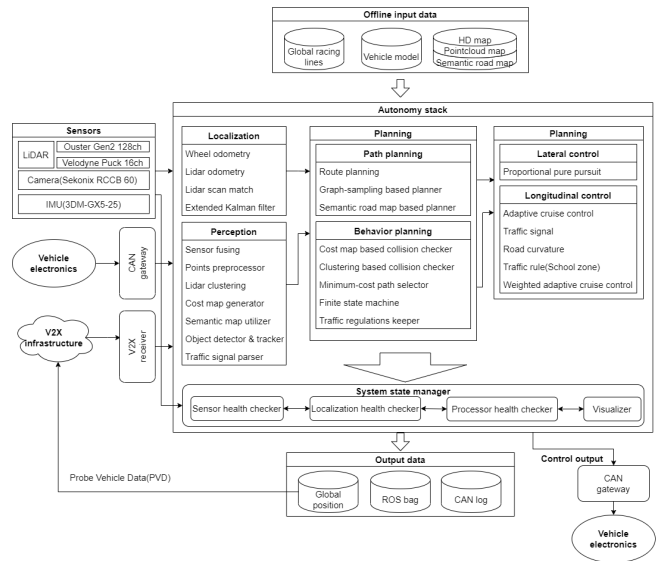 Offline input data
Global racing
lines
Vehicle model
HD map
Pointcloud map
Semantic road map
Autonomy stack
Sensors
LiDAR
Ouster Gen2 128ch
Velodyne Puck 16ch
Camera(Sekonix RCCB 60)
IMU(3DM-GX5-25)
Vehicle
electronics
CAN
gateway
V2X
infrastructure
V2X
receiver
Localization
Wheel odometry
Lidar odometry
Lidar scan match
Extended Kalman filter
Perception
Sensor fusing
Points preprocessor
Lidar clustering
Cost map generator
Semantic map utilizer
Object detector & tracker
Traffic signal parser
Planning
Path planning
Route planning
Graph-sampling based planner
Semantic road map based planner
Behavior planning
Cost map based collision checker
Clustering based collision checker
Minimum-cost path selector
Finite state machine
Traffic regulations keeper
Planning
Lateral control
Proportional pure pursuit
Longitudinal control
Adaptive cruise control
Traffic signal
Road curvature
Traffic rule(School zone)
Weighted adaptive cruise control
System state manager
Sensor health checker
Localization health checker
Processor health checker
Visualizer
Output data
Global
position
ROS bag
CAN log
Probe Vehicle Data(PVD)
Control output
CAN
gateway
Vehicle
electronics